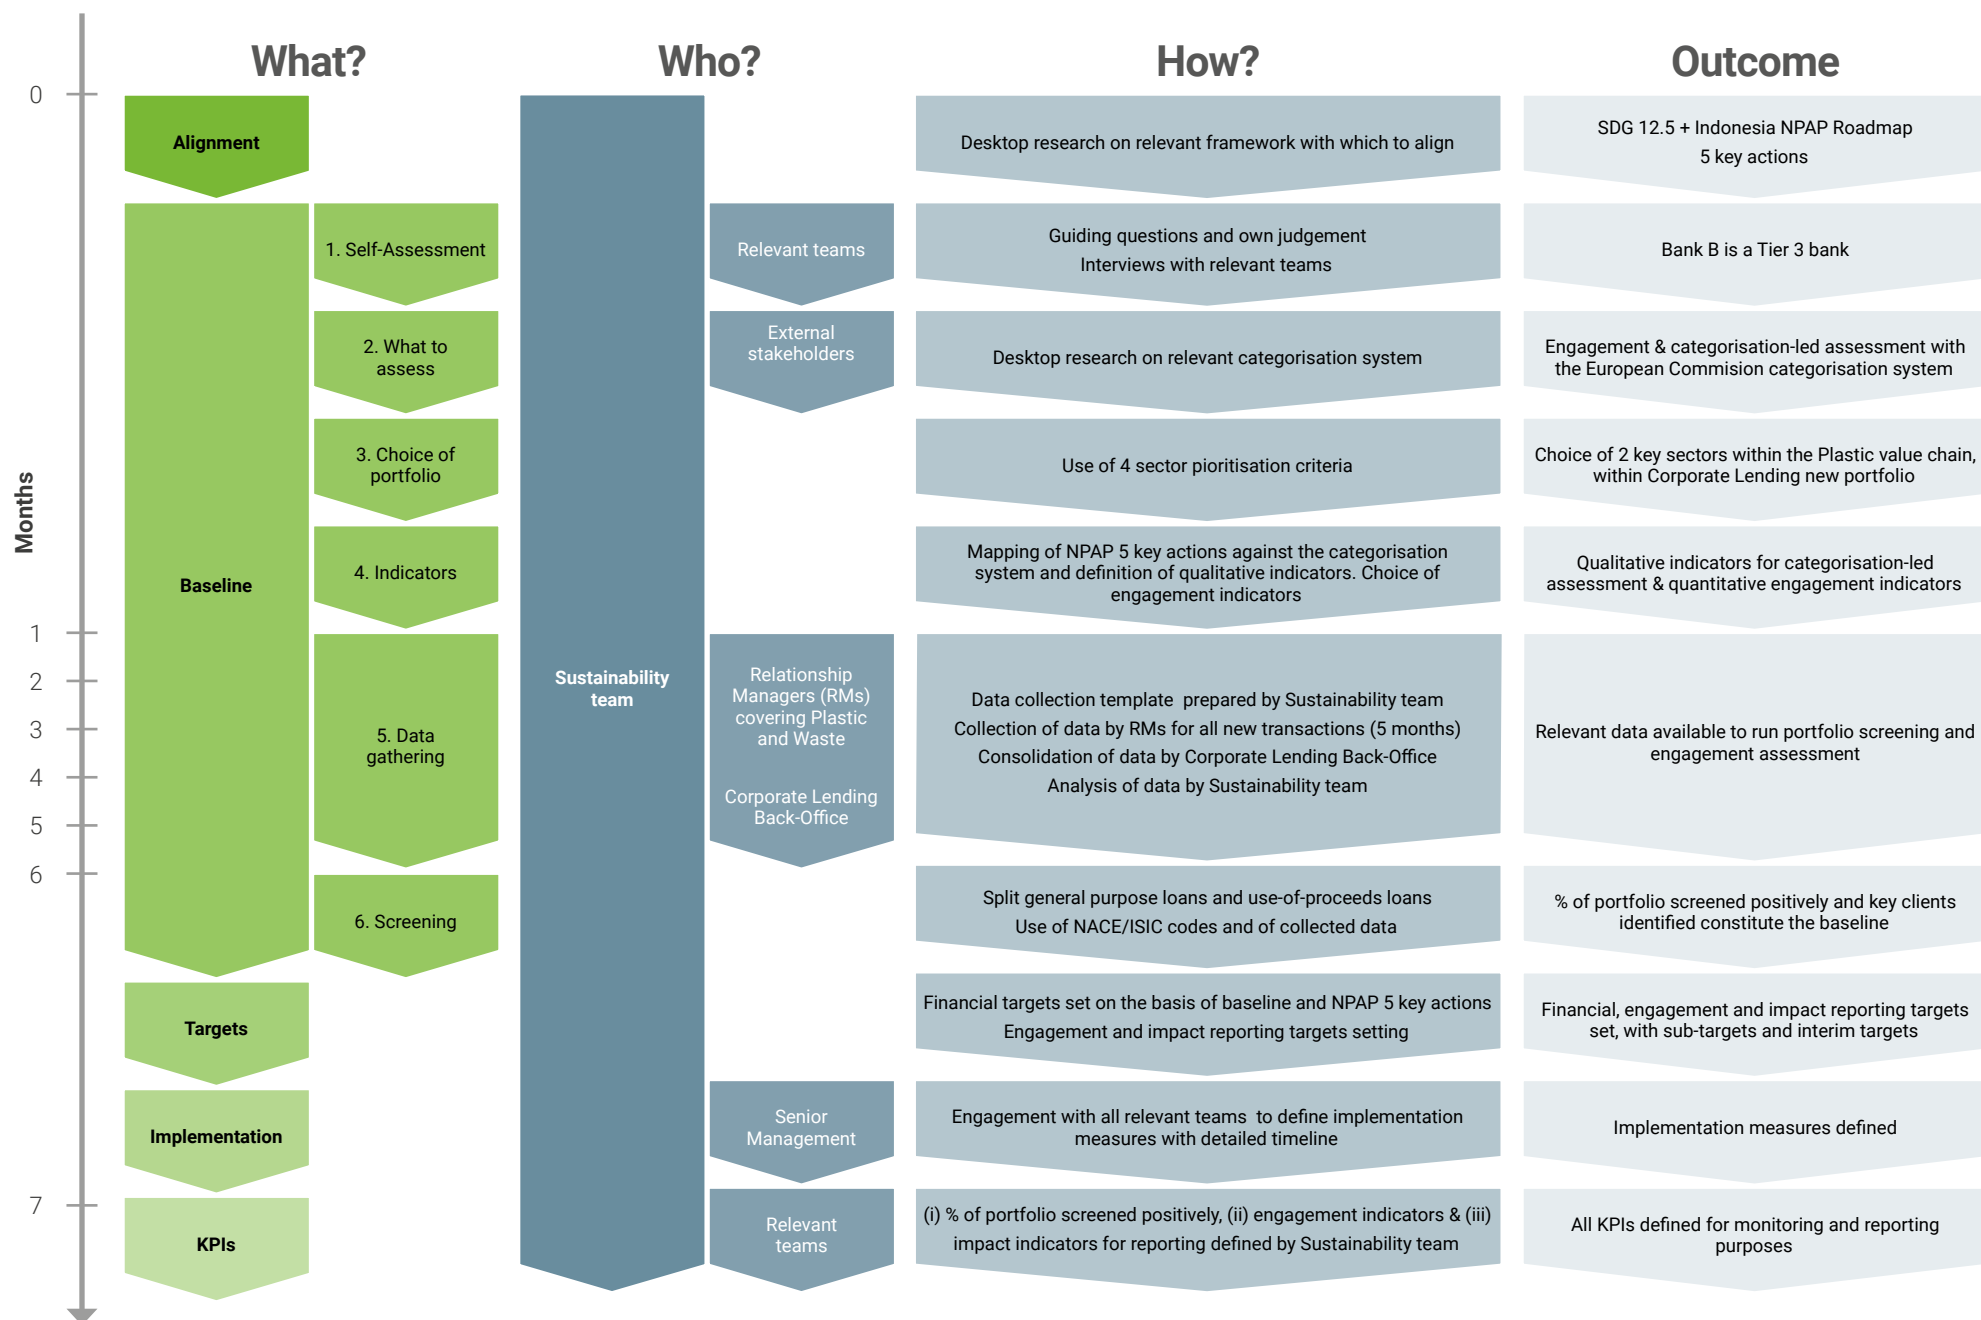 What?
Who?
How?
Outcome
Months
0
1
2
3
4
5
6
7
Alignment
Desktop research on relevant framework with which to align
SDG 12.5 + Indonesia NPAP Roadmap
5 key actions
Baseline
Sustainability
team
1. Self-Assessment
Relevant teams
Guiding questions and own judgement
Interviews with relevant teams
Bank B is a Tier 3 bank
2. What to
assess
External
stakeholders
Desktop research on relevant categorisation system
Engagement & categorisation-led assessment with
the European Commision categorisation system
3. Choice of
portfolio
Use of 4 sector pioritisation criteria
Choice of 2 key sectors within the Plastic value chain,
within Corporate Lending new portfolio
4. Indicators
Mapping of NPAP 5 key actions against the categorisation
system and definition of qualitative indicators. Choice of
engagement indicators
Qualitative indicators for categorisation-led
assessment & quantitative engagement indicators
5. Data
gathering
Relationship
Managers (RMs)
covering Plastic
and Waste
Corporate Lending
Back-Office
Data collection template prepared by Sustainability team
Collection of data by RMs for all new transactions (5 months)
Consolidation of data by Corporate Lending Back-Office
Analysis of data by Sustainability team
Relevant data available to run portfolio screening and
engagement assessment
6. Screening
Split general purpose loans and use-of-proceeds loans
Use of NACE/ISIC codes and of collected data
% of portfolio screened positively and key clients
identified constitute the baseline
Targets
Financial targets set on the basis of baseline and NPAP 5 key actions
Engagement and impact reporting targets setting
Financial, engagement and impact reporting targets
set, with sub-targets and interim targets
Implementation
Senior
Management
Engagement with all relevant teams to define implementation
measures with detailed timeline
Implementation measures defined
KPIs
Relevant
teams
(i) % of portfolio screened positively, (ii) engagement indicators & (iii)
impact indicators for reporting defined by Sustainability team
All KPIs defined for monitoring and reporting
purposes